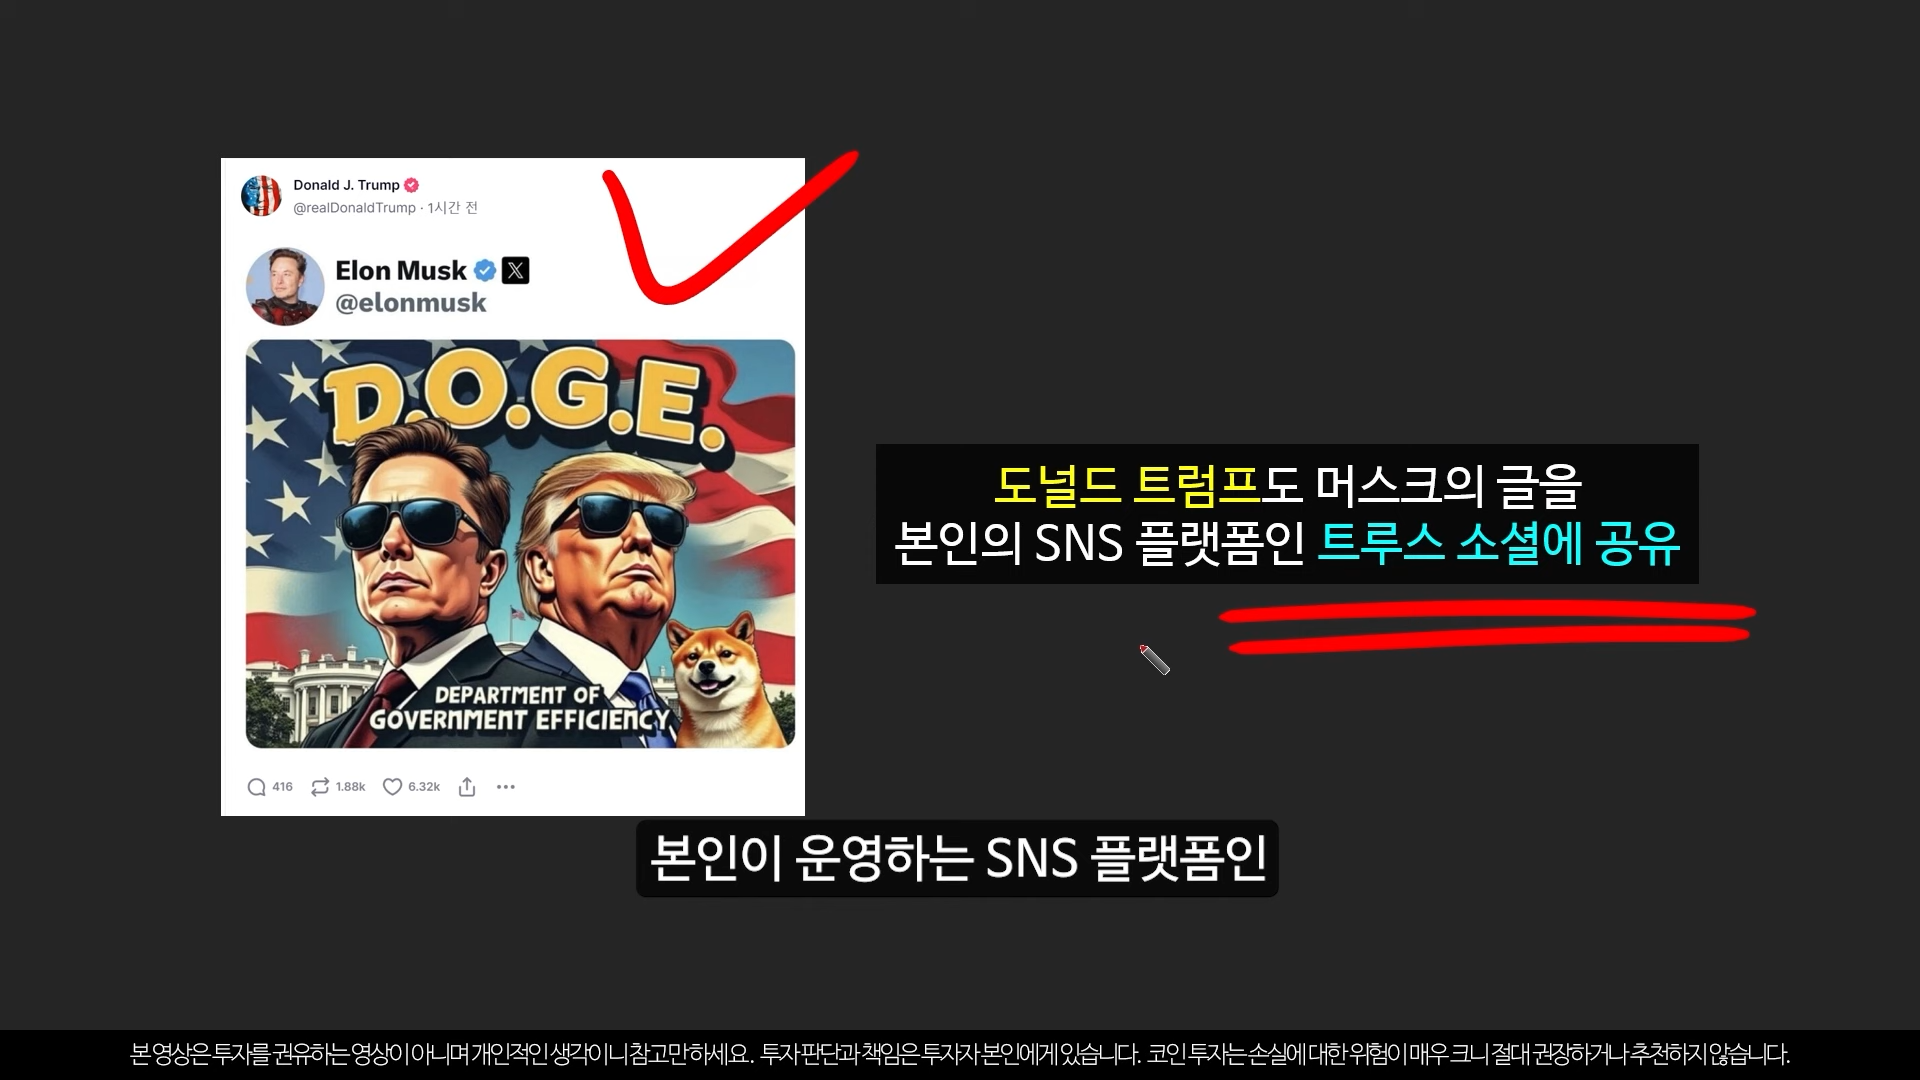 Donald J. Trump
@realDonaldTrump · 1시간 전
Elon Musk
@elonmusk
D.O.G.E.
DEPARTMENT OF
GOVERNMENT EFFICIENCY
416 1.88k 6.32k
도널드 트럼프도 머스크의 글을
본인의 SNS 플랫폼인 트루스 소셜에 공유
본인이 운영하는 SNS 플랫폼인
본 영상은 투자를 권유하는 영상이 아니며 개인적인 생각이니 참고만 하세요. 투자 판단과 책임은 투자자 본인에게 있습니다. 코인 투자는 손실에 대한 위험이 매우 크니 절대 권장하거나 추천하지 않습니다.